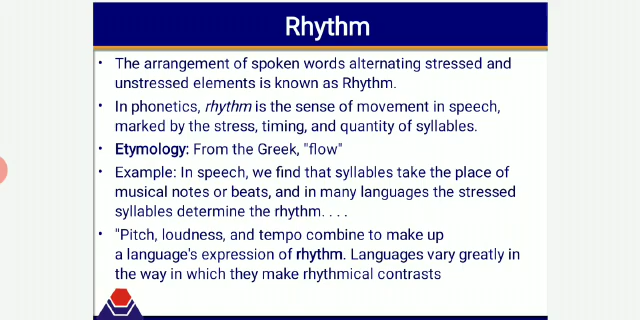 Rhythm
• The arrangement of spoken words alternating stressed and
unstressed elements is known as Rhythm.
• In phonetics, rhythm is the sense of movement in speech,
marked by the stress, timing, and quantity of syllables.
• Etymology: From the Greek, "flow"
• Example: In speech, we find that syllables take the place of
musical notes or beats, and in many languages the stressed
syllables determine the rhythm. . . .
• "Pitch, loudness, and tempo combine to make up
a language's expression of rhythm. Languages vary greatly in
the way in which they make rhythmical contrasts